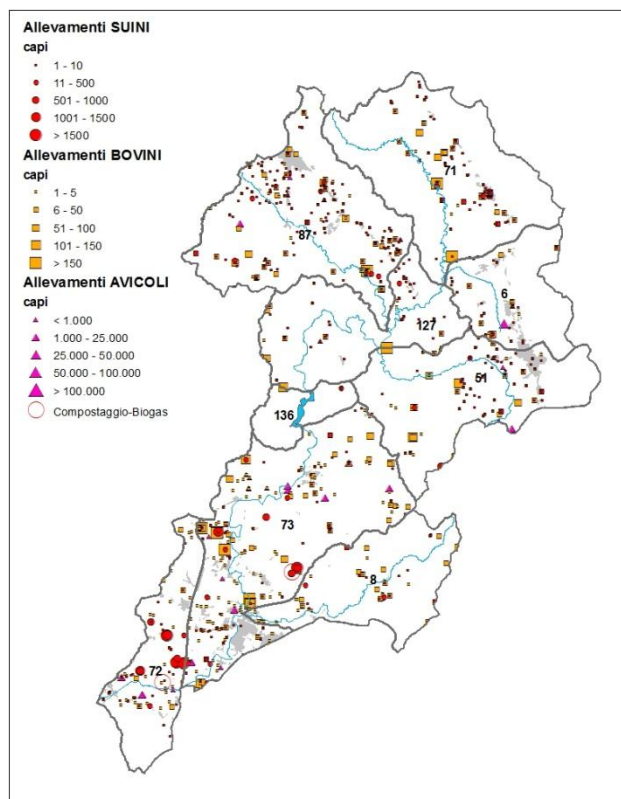 Allevamenti SUINI
capi
1 - 10
11 - 500
501 - 1000
1001 - 1500
> 1500
Allevamenti BOVINI
capi
1 - 5
6 - 50
51 - 100
101 - 150
> 150
Allevamenti AVICOLI
capi
< 1.000
1.000 - 25.000
25.000 - 50.000
50.000 - 100.000
> 100.000
Compostaggio-Biogas
71
87
6
127
51
136
73
8
72